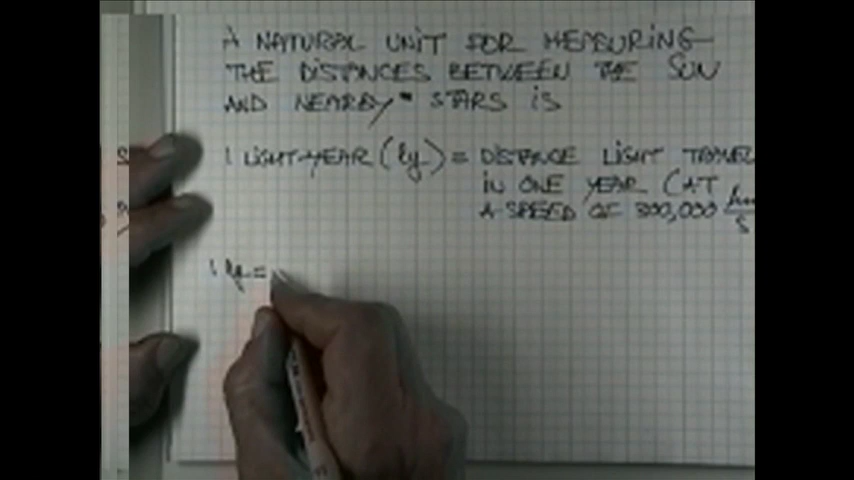 A NATURAL UNIT FOR MEASURING
THE DISTANCES BETWEEN THE SUN
AND NEARBY STARS IS
1 LIGHT-YEAR (ly) = DISTANCE LIGHT TRAVEL
IN ONE YEAR (AT
A SPEED OF 300,000 km/s
1 ly =